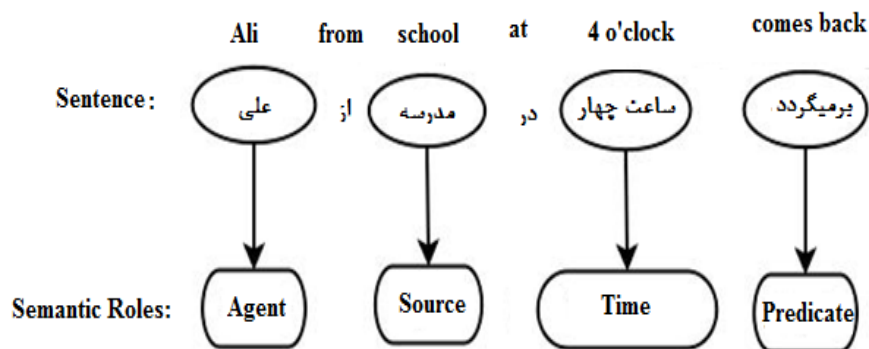 Ali from school at 4 o'clock comes back
Sentence: علی از مدرسه در ساعت چهار برمیگردد
Semantic Roles: Agent Source Time Predicate